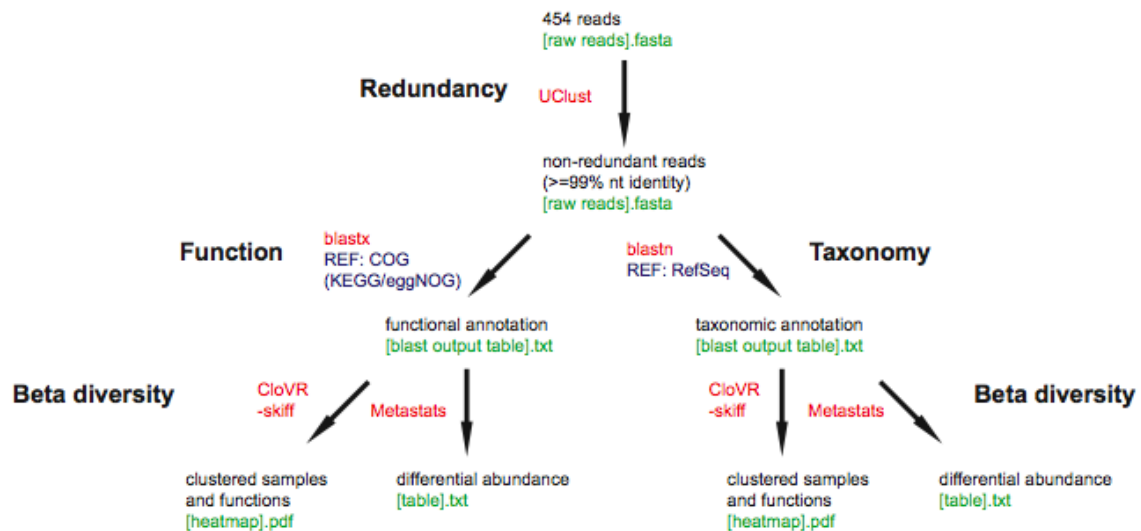 454 reads
[raw reads].fasta
Redundancy
UClust
non-redundant reads
(>=99% nt identity)
[raw reads].fasta
Function
blastx
REF: COG
(KEGG/eggNOG)
blastn
REF: RefSeq
Taxonomy
functional annotation
[blast output table].txt
taxonomic annotation
[blast output table].txt
Beta diversity
CloVR
-skiff
Metastats
CloVR
-skiff
Metastats
Beta diversity
clustered samples
and functions
[heatmap].pdf
differential abundance
[table].txt
clustered samples
and functions
[heatmap].pdf
differential abundance
[table].txt